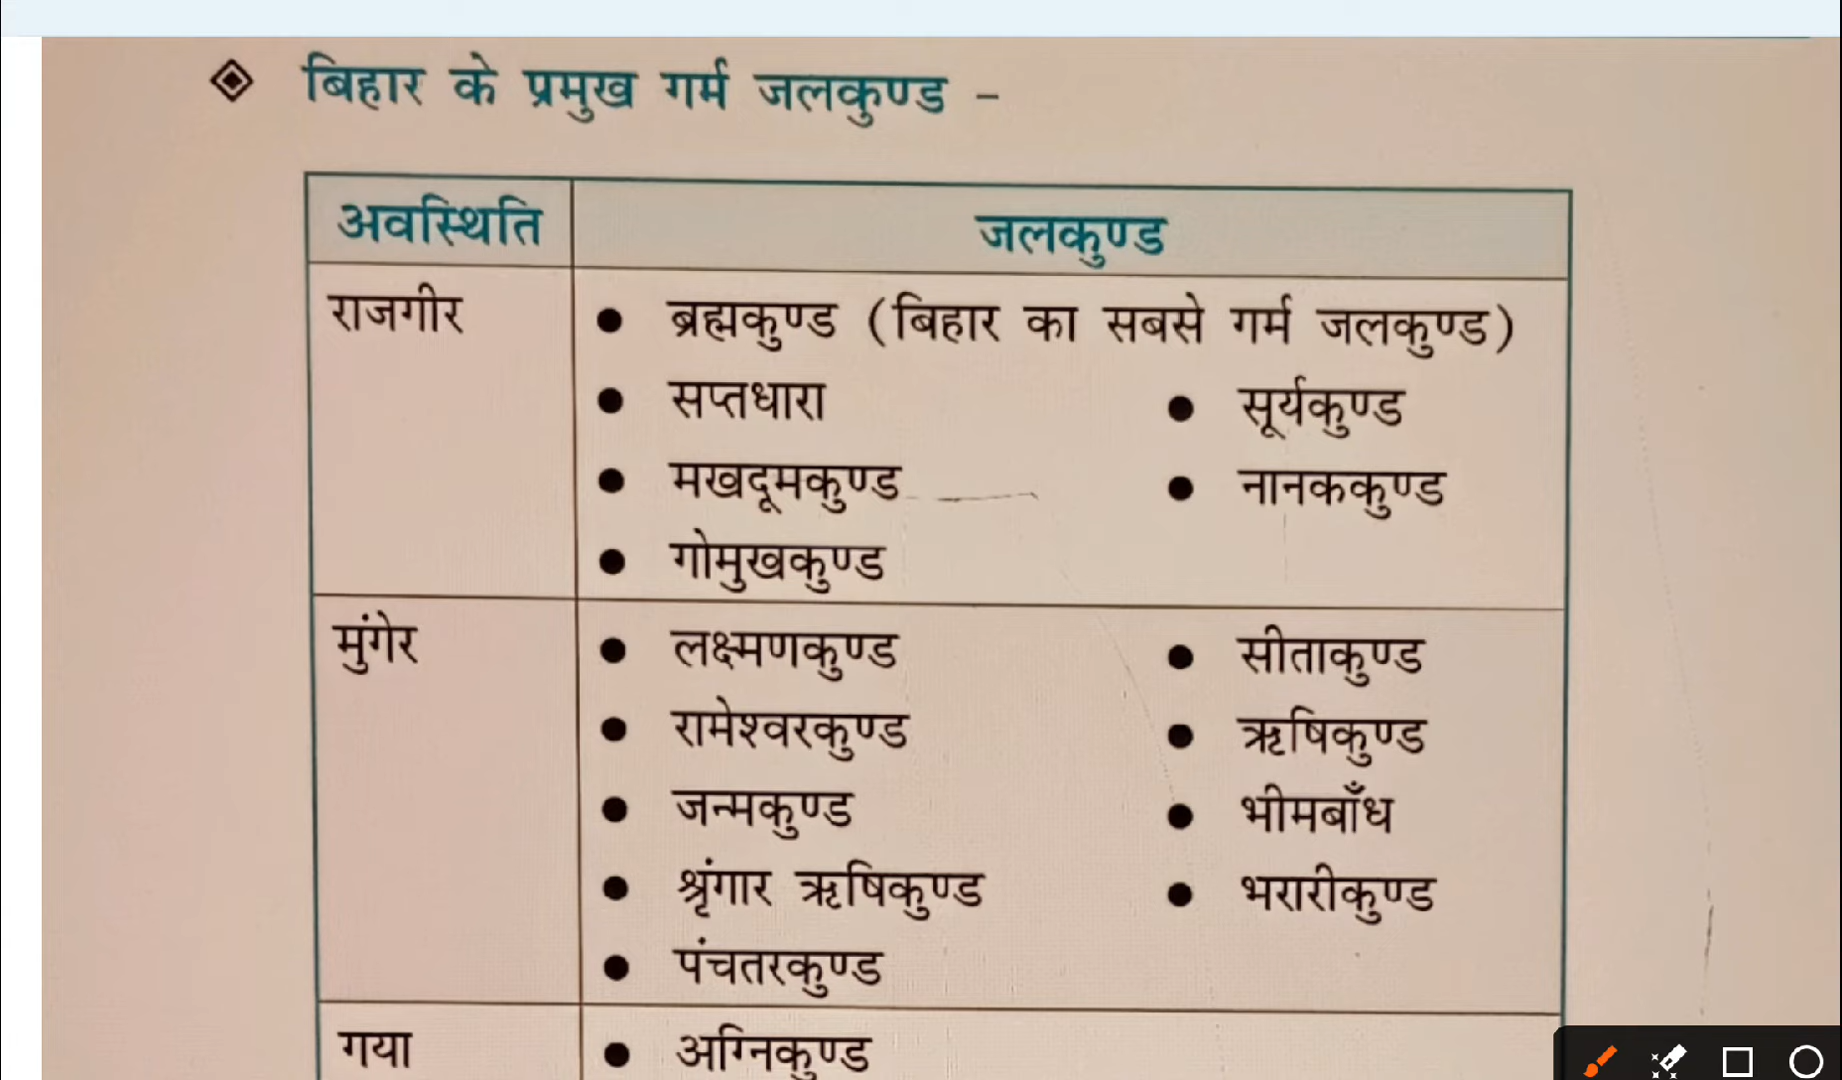 बिहार के प्रमुख गर्म जलकुण्ड -
अवस्थिति जलकुण्ड
राजगीर • ब्रह्मकुण्ड (बिहार का सबसे गर्म जलकुण्ड)
• सप्तधारा • सूर्यकुण्ड
• मखदूमकुण्ड • नानककुण्ड
• गोमुखकुण्ड
मुंगेर • लक्ष्मणकुण्ड • सीताकुण्ड
• रामेश्वरकुण्ड • ऋषिकुण्ड
• जन्मकुण्ड • भीमबाँध
• श्रृंगार ऋषिकुण्ड • भरारीकुण्ड
• पंचतरकुण्ड
गया • अग्निकुण्ड